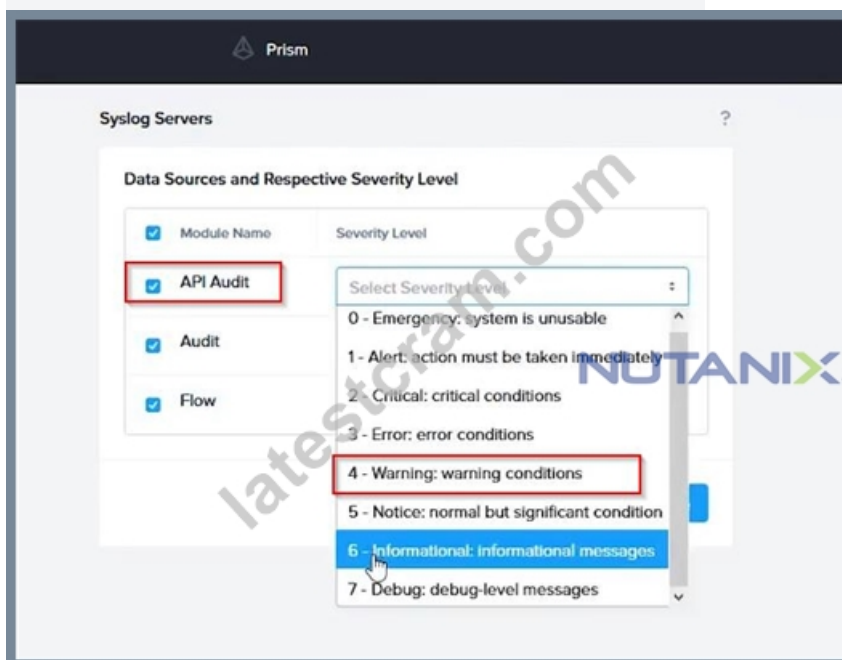 Prism
Syslog Servers ?
Data Sources and Respective Severity Level
Module Name Severity Level
API Audit Select Severity Level
0 - Emergency: system is unusable
Audit
1 - Alert: action must be taken immediately
NUTANIX
Flow 2 - Critical: critical conditions
3 - Error: error conditions
4 - Warning: warning conditions
5 - Notice: normal but significant condition
6 - Informational: informational messages
7 - Debug: debug-level messages
latestcram.com